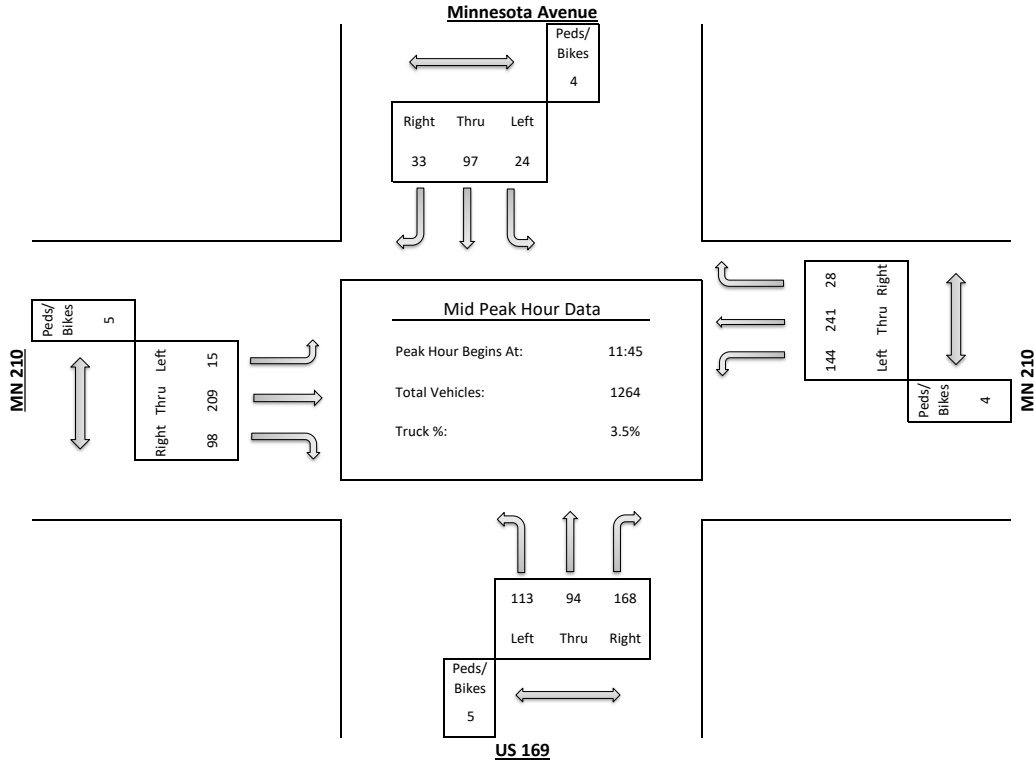 Minnesota Avenue
Peds/
Bikes
4
Right Thru Left
33 97 24
Peds/
Bikes
5
MN 210
Left 15
Thru 209
Right 98
Mid Peak Hour Data
Peak Hour Begins At: 11:45
Total Vehicles: 1264
Truck %: 3.5%
28 Right
241 Thru
144 Left
MN 210
Peds/
Bikes
4
113 94 168
Left Thru Right
Peds/
Bikes
5
US 169